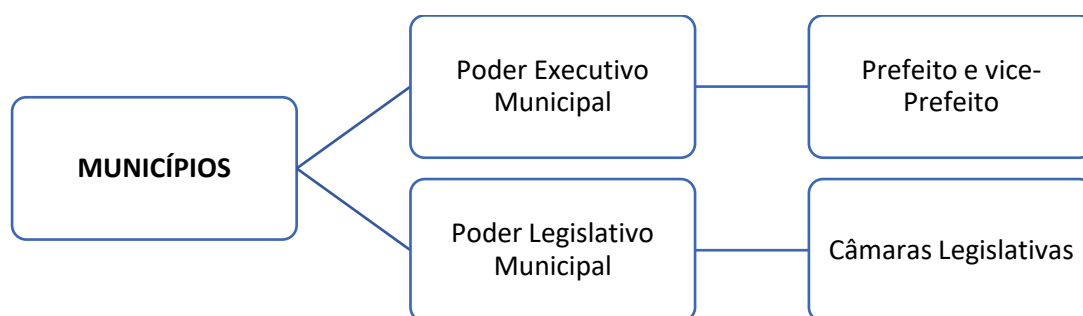 MUNICÍPIOS
Poder Executivo
Municipal
Prefeito e vice-
Prefeito
Poder Legislativo
Municipal
Câmaras Legislativas